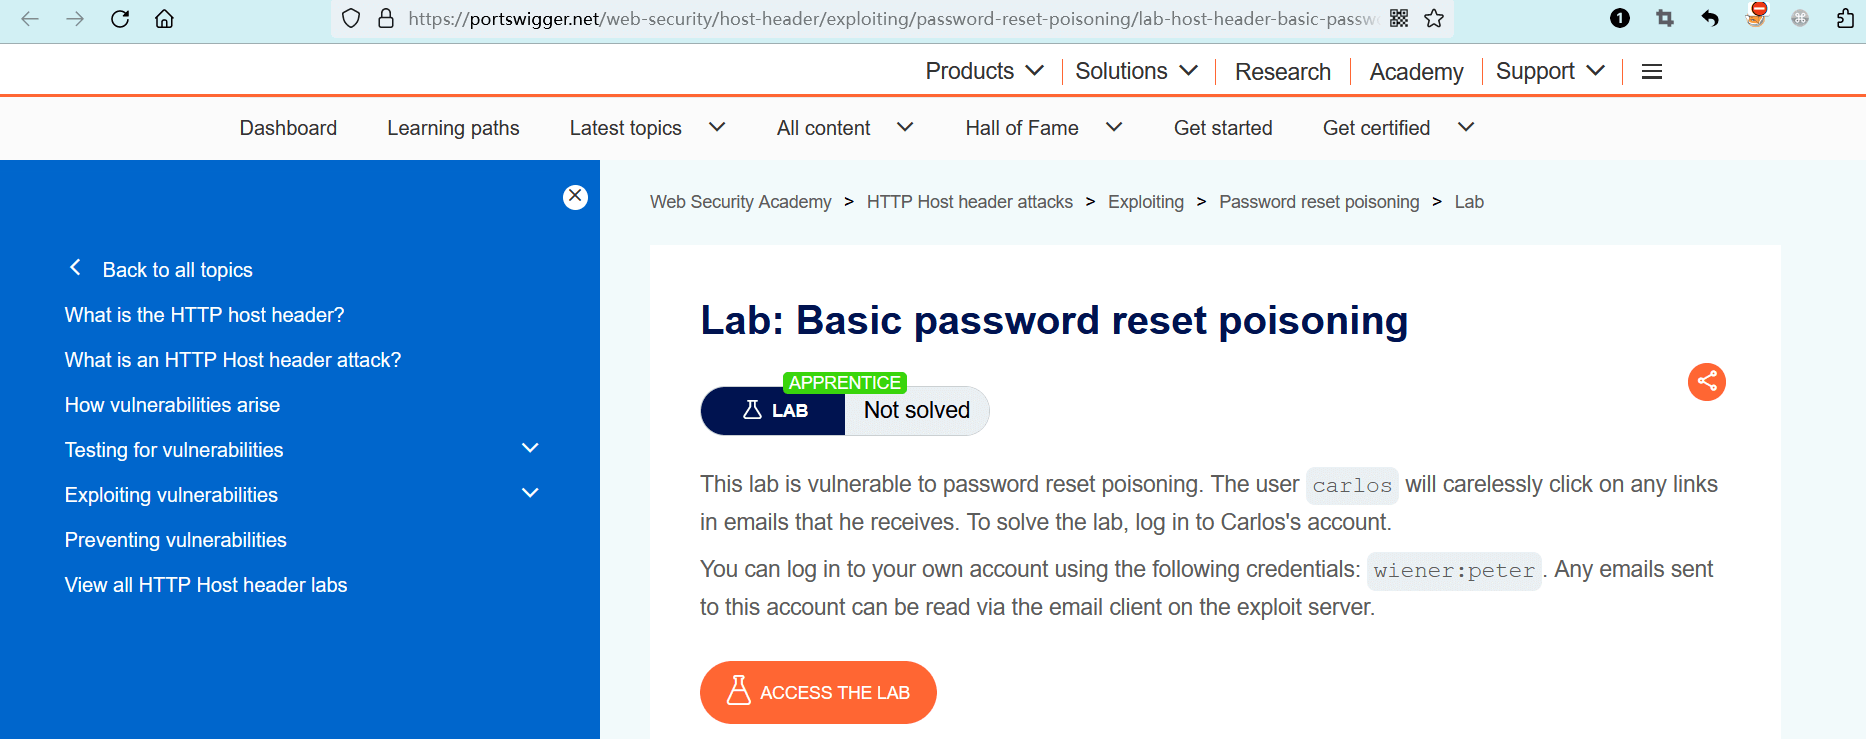 https://portswigger.net/web-security/host-header/exploiting/password-reset-poisoning/lab-host-header-basic-passw
1
Products Solutions Research Academy Support
Dashboard Learning paths Latest topics All content Hall of Fame Get started Get certified
Back to all topics
What is the HTTP host header?
What is an HTTP Host header attack?
How vulnerabilities arise
Testing for vulnerabilities
Exploiting vulnerabilities
Preventing vulnerabilities
View all HTTP Host header labs
Web Security Academy > HTTP Host header attacks > Exploiting > Password reset poisoning > Lab
Lab: Basic password reset poisoning
APPRENTICE
LAB Not solved
This lab is vulnerable to password reset poisoning. The user carlos will carelessly click on any links
in emails that he receives. To solve the lab, log in to Carlos's account.
You can log in to your own account using the following credentials: wiener:peter. Any emails sent
to this account can be read via the email client on the exploit server.
ACCESS THE LAB